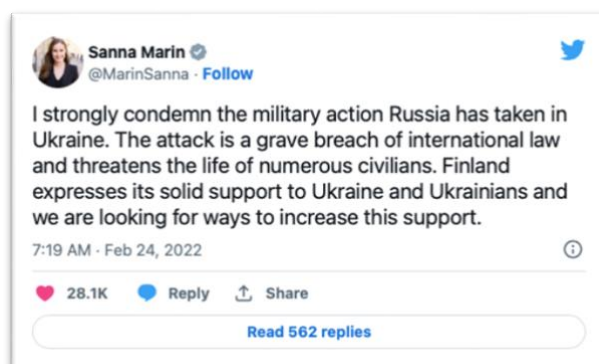 Sanna Marin
@MarinSanna · Follow
I strongly condemn the military action Russia has taken in
Ukraine. The attack is a grave breach of international law
and threatens the life of numerous civilians. Finland
expresses its solid support to Ukraine and Ukrainians and
we are looking for ways to increase this support.
7:19 AM · Feb 24, 2022
28.1K Reply Share
Read 562 replies